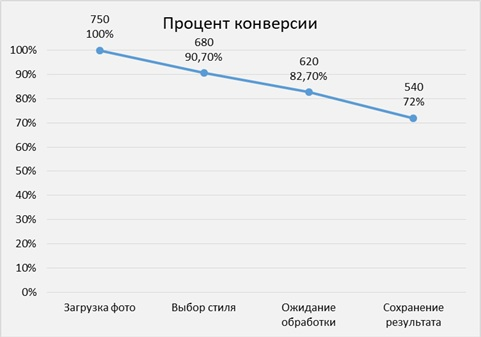 Процент конверсии
750
100%
680
90,70%
620
82,70%
540
72%
100%
90%
80%
70%
60%
50%
40%
30%
20%
10%
0%
Загрузка фото
Выбор стиля
Ожидание
обработки
Сохранение
результата